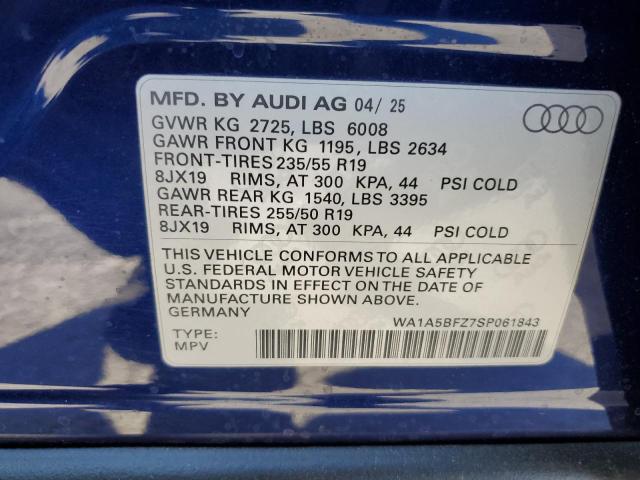 MFD. BY AUDI AG 04/ 25
GVWR KG 2725, LBS 6008
GAWR FRONT KG 1195, LBS 2634
FRONT-TIRES 235/55 R19
8JX19 RIMS, AT 300 KPA, 44 PSI COLD
GAWR REAR KG 1540, LBS 3395
REAR-TIRES 255/50 R19
8JX19 RIMS, AT 300 KPA, 44 PSI COLD
THIS VEHICLE CONFORMS TO ALL APPLICABLE
U.S. FEDERAL MOTOR VEHICLE SAFETY
STANDARDS IN EFFECT ON THE DATE OF
MANUFACTURE SHOWN ABOVE.
GERMANY
WA1A5BFZ7SP061843
TYPE:
MPV